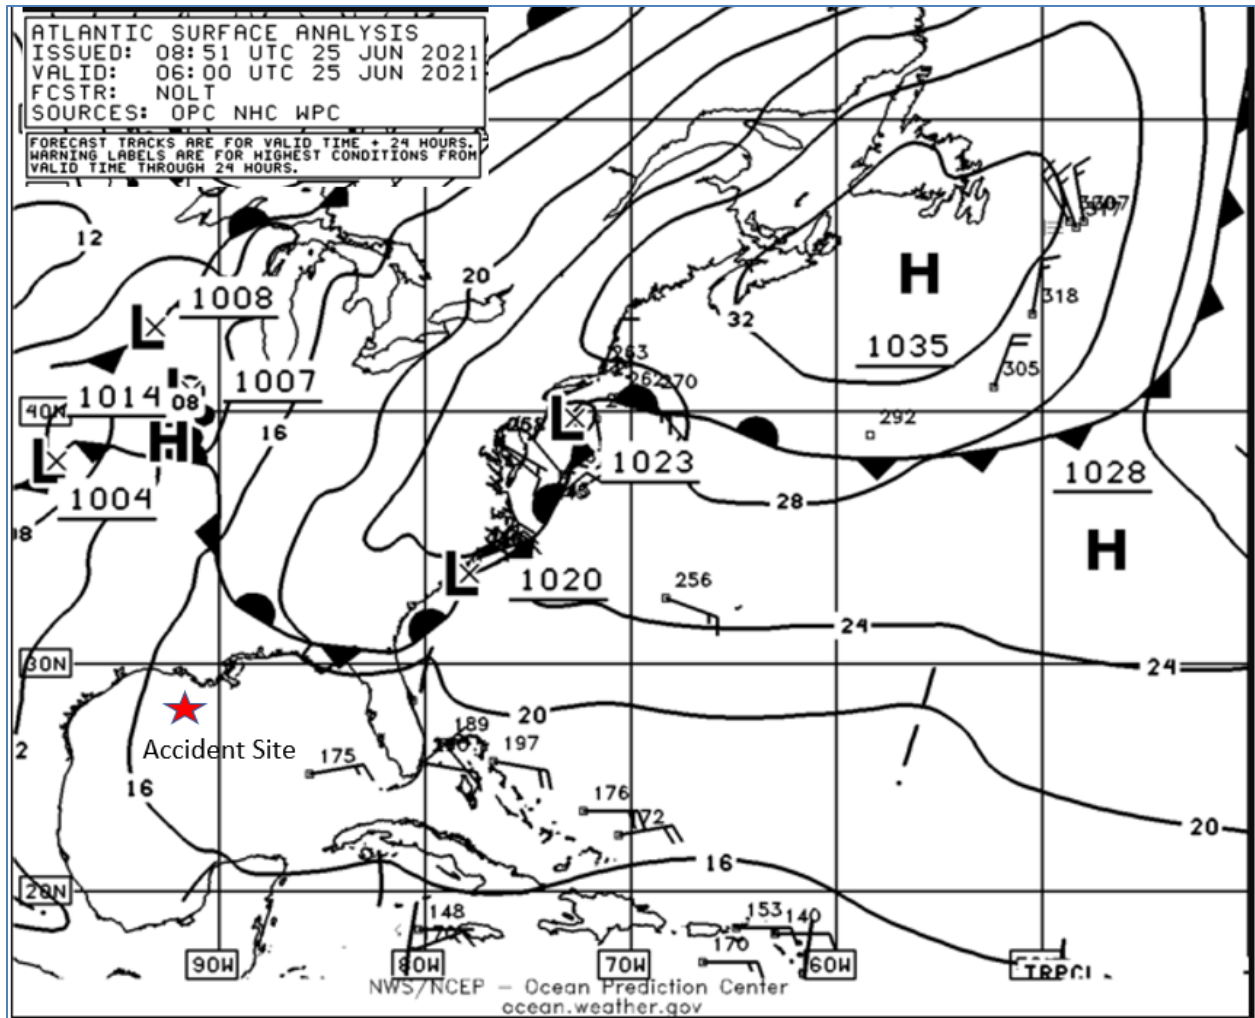 ATLANTIC SURFACE ANALYSIS
ISSUED: 08:51 UTC 25 JUN 2021
VALID: 06:00 UTC 25 JUN 2021
FCSTR: NOLT
SOURCES: OPC NHC WPC
FORECAST TRACKS ARE FOR VALID TIME + 24 HOURS.
WARNING LABELS ARE FOR HIGHEST CONDITIONS FROM
VALID TIME THROUGH 24 HOURS.
12
20
H
1008
L
318
32
1035
263
1007
305
262 270
1014
08
40N
16
292
L
H
1023
L
1028
1004
28
H
1020
L
256
24
30N
24
20
189
Accident Site
175
197
16
176
172
20
16
20N
148
153 140
170
90W
80W
70W
60W
NWS/NCEP – Ocean Prediction Center
ocean.weather.gov